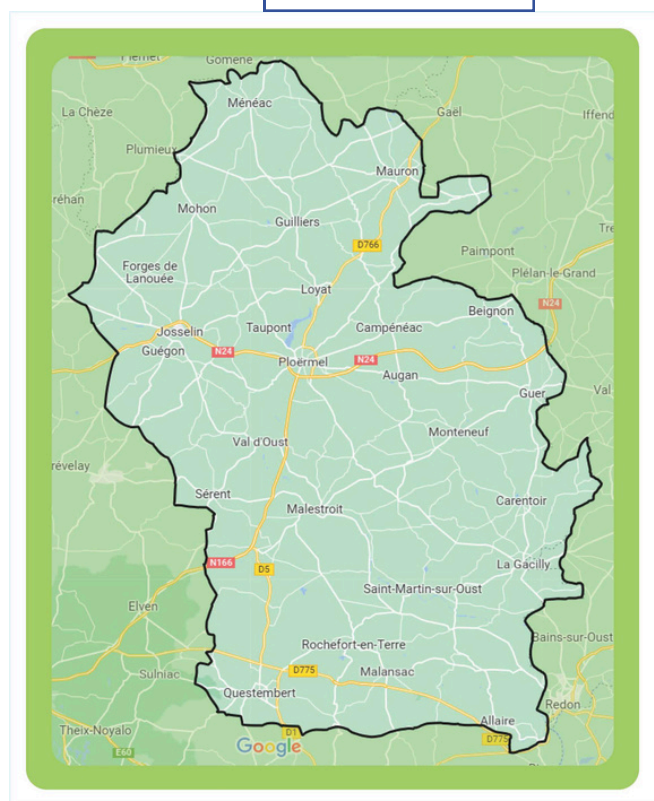 Gomené
Ménéac
La Chèze
Gaël
Iffend
Plumieux
Mauron
réhan
Mohon
Guilliers
D766
Tré
Paimpont
Forges de
Lanouée
Plélan-le-Grand
Loyat
N24
Beignon
Josselin
Taupont
Campénéac
Guégon
N24
Ploërmel
N24
Augan
Guer
Val
Monteneuf
Val d'Oust
révelay
Sérent
Malestroit
Carentoir
N166
D5
La Gacilly
Saint-Martin-sur-Oust
Elven
Rochefort-en-Terre
Bains-sur-Oust
D775
Malansac
Sulniac
Questembert
Redon
Allaire
Theix-Noyalo
D1
D775
Google
E60